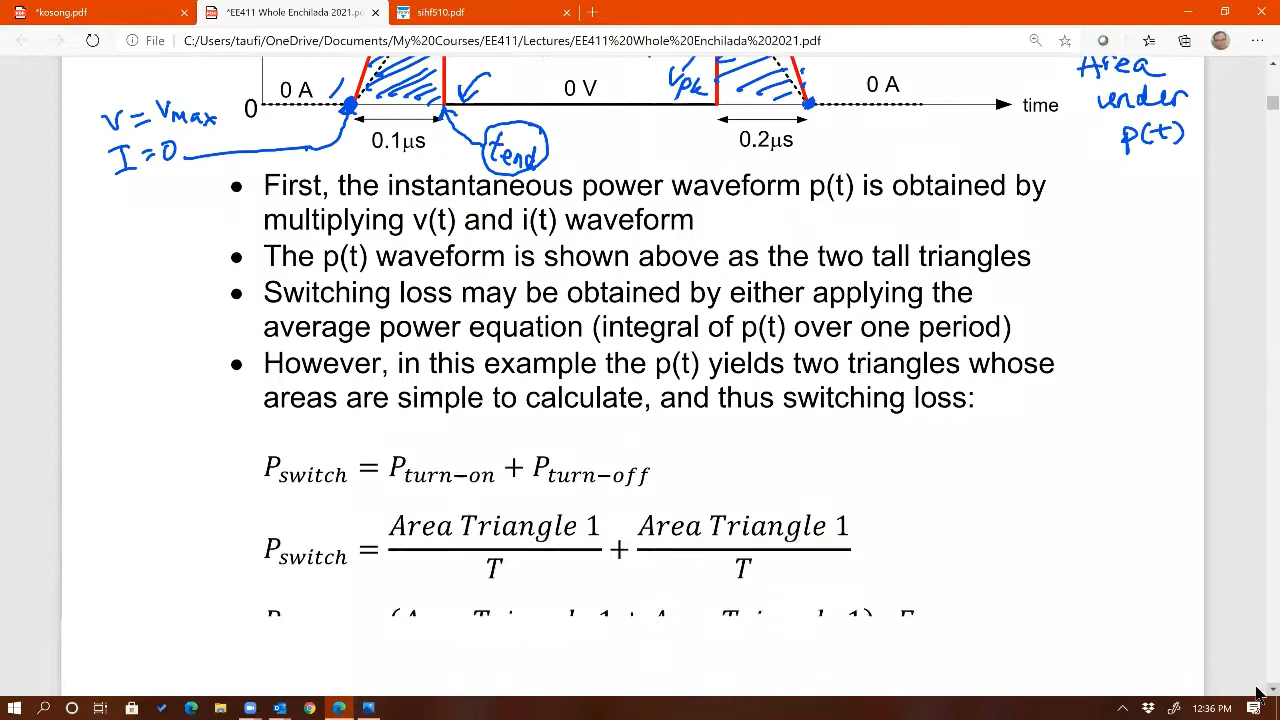 *kosong.pdf
*EE411 Whole Enchilada 2021.p
sihf510.pdf
File
C:/Users/taufi/OneDrive/Documents/My%20Courses/EE411/Lectures/EE411%20Whole%20Enchilada%202021.pdf
Area
under
p(t)
0 A
Vpk
0 V
0 A
0
time
v = Vmax
I = 0
0.1µs
tend
0.2µs
• First, the instantaneous power waveform p(t) is obtained by
multiplying v(t) and i(t) waveform
• The p(t) waveform is shown above as the two tall triangles
• Switching loss may be obtained by either applying the
average power equation (integral of p(t) over one period)
• However, in this example the p(t) yields two triangles whose
areas are simple to calculate, and thus switching loss:
Pswitch = Pturn−on + Pturn−off
Pswitch = Area Triangle 1 / T + Area Triangle 1 / T
12:36 PM